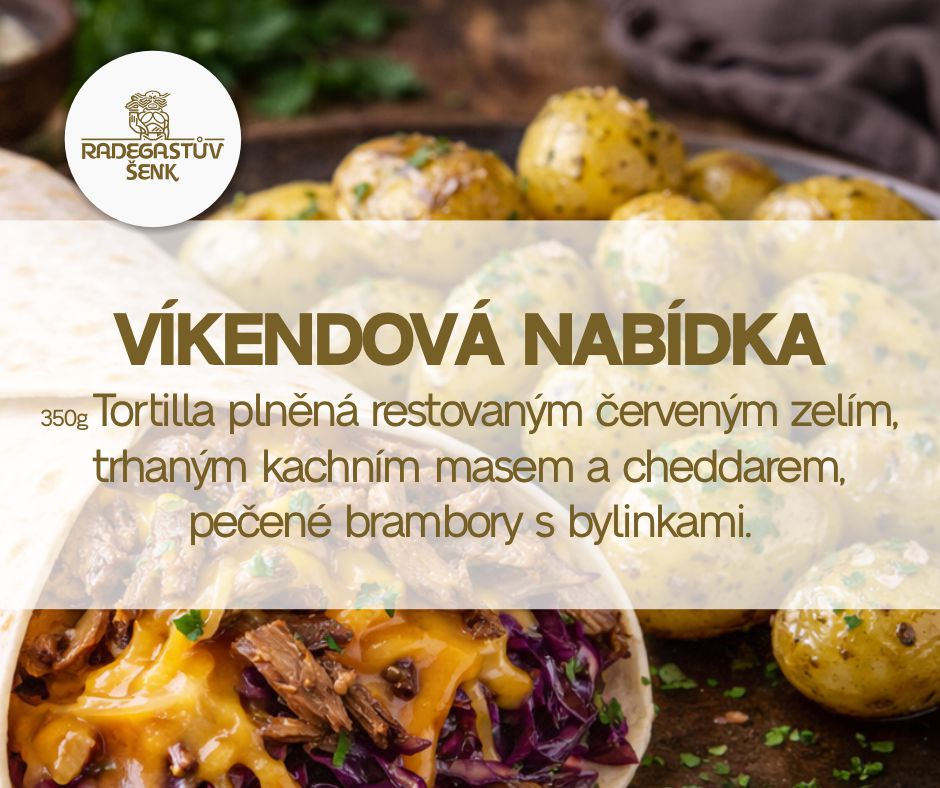 RADEGASTŮV
ŠENK
VÍKENDOVÁ NABÍDKA
350g Tortilla plněná restovaným červeným zelím,
trhaným kachním masem a cheddarem,
pečené brambory s bylinkami.